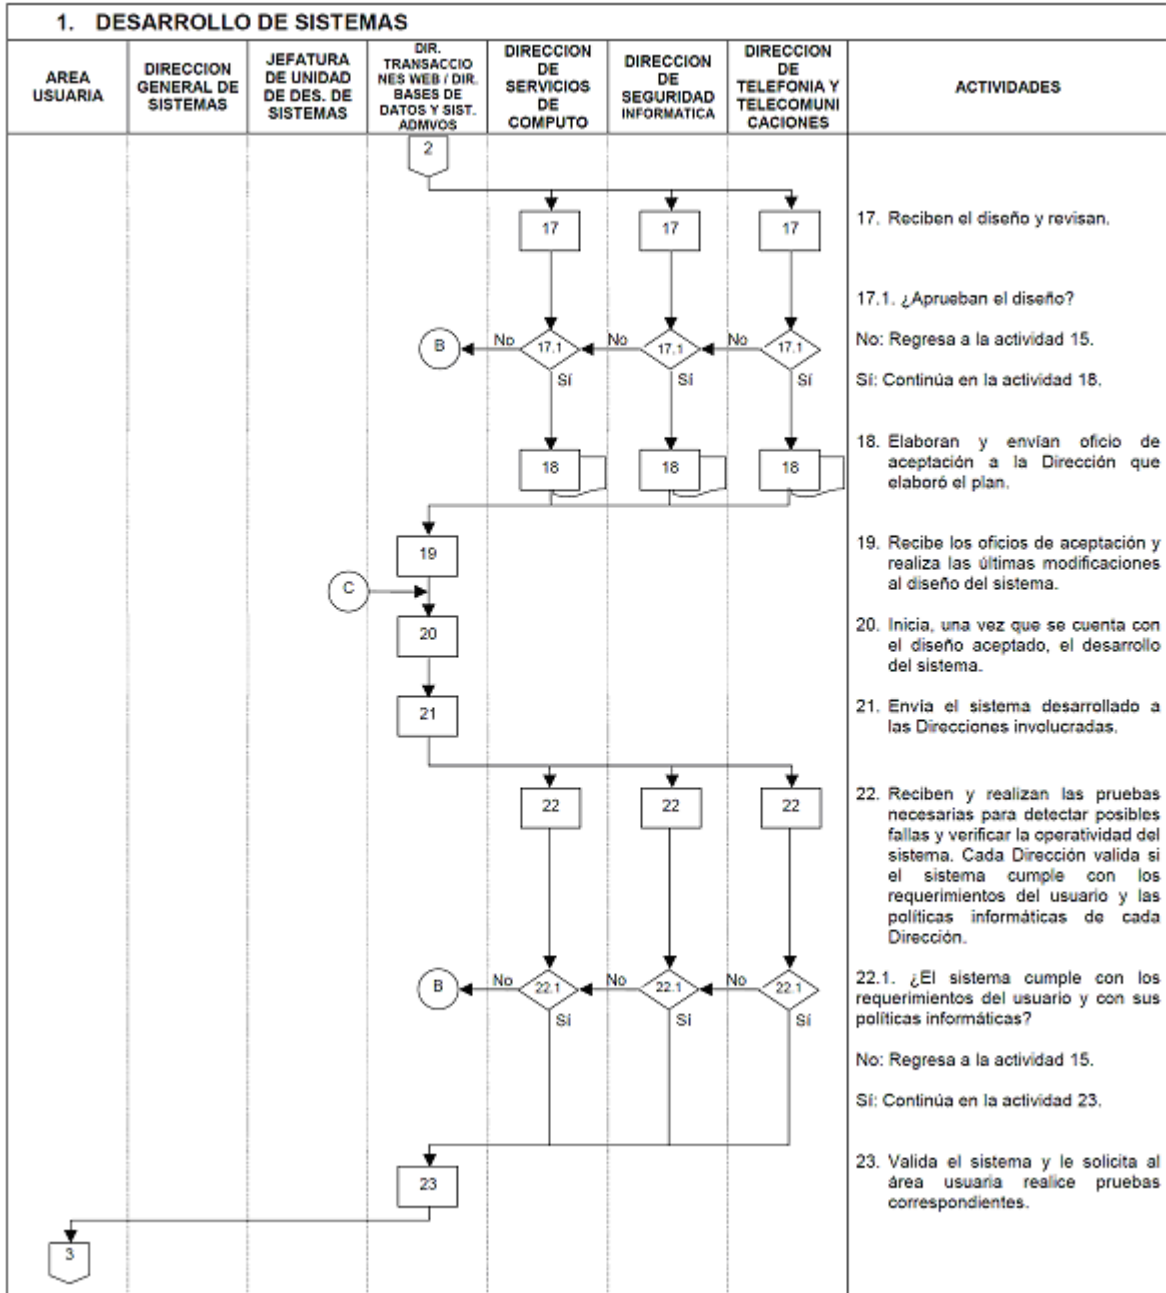 1. DESARROLLO DE SISTEMAS
AREA
USUARIA
DIRECCION
GENERAL DE
SISTEMAS
JEFATURA
DE UNIDAD
DE DES. DE
SISTEMAS
DIR.
TRANSACCIO
NES WEB / DIR.
BASES DE
DATOS Y SIST.
ADMVOS
DIRECCION
DE
SERVICIOS
DE
COMPUTO
DIRECCION
DE
SEGURIDAD
INFORMATICA
DIRECCION
DE
TELEFONIA Y
TELECOMUNI
CACIONES
ACTIVIDADES
2
17 17 17
17. Reciben el diseño y revisan.
17.1. ¿Aprueban el diseño?
B No 17.1 No 17.1 No 17.1
No: Regresa a la actividad 15.
Sí Sí Sí
Sí: Continúa en la actividad 18.
18 18 18
18. Elaboran y envían oficio de
aceptación a la Dirección que
elaboró el plan.
19
19. Recibe los oficios de aceptación y
realiza las últimas modificaciones
al diseño del sistema.
C
20
20. Inicia, una vez que se cuenta con
el diseño aceptado, el desarrollo
del sistema.
21
21. Envía el sistema desarrollado a
las Direcciones involucradas.
22 22 22
22. Reciben y realizan las pruebas
necesarias para detectar posibles
fallas y verificar la operatividad del
sistema. Cada Dirección valida si
el sistema cumple con los
requerimientos del usuario y las
políticas informáticas de cada
Dirección.
B No 22.1 No 22.1 No 22.1
22.1. ¿El sistema cumple con los
requerimientos del usuario y con sus
políticas informáticas?
Sí Sí Sí
No: Regresa a la actividad 15.
Sí: Continúa en la actividad 23.
23
23. Valida el sistema y le solicita al
área usuaria realice pruebas
correspondientes.
3